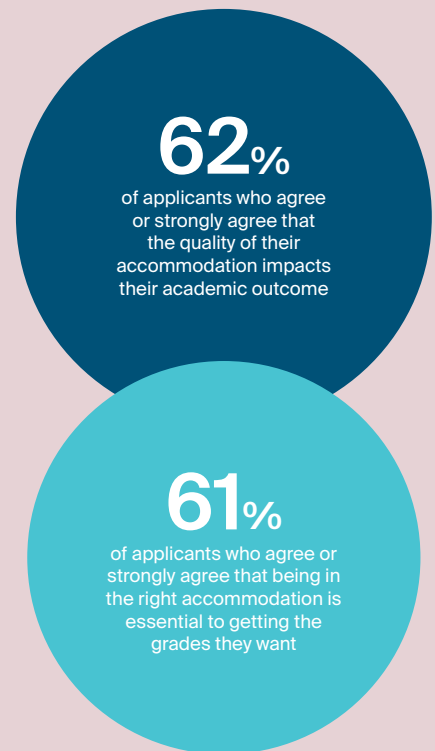 62%
of applicants who agree
or strongly agree that
the quality of their
accommodation impacts
their academic outcome
61%
of applicants who agree or
strongly agree that being in
the right accommodation is
essential to getting the
grades they want